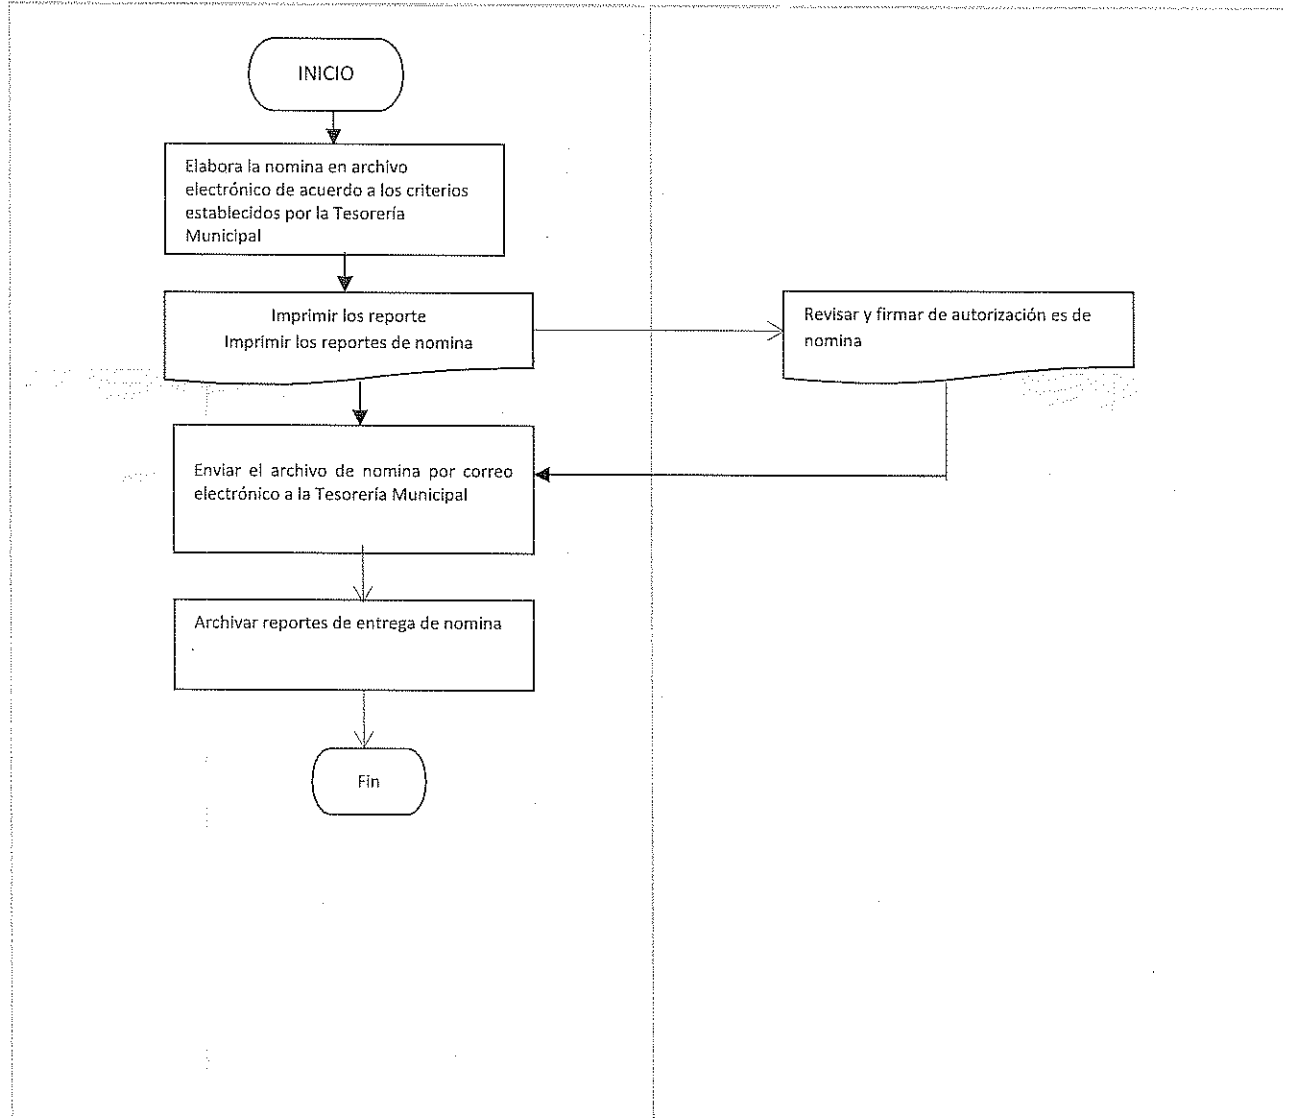 INICIO
Elabora la nomina en archivo
electrónico de acuerdo a los criterios
establecidos por la Tesorería
Municipal
Imprimir los reporte
Imprimir los reportes de nomina
Revisar y firmar de autorización es de
nomina
Enviar el archivo de nomina por correo
electrónico a la Tesorería Municipal
Archivar reportes de entrega de nomina
Fin